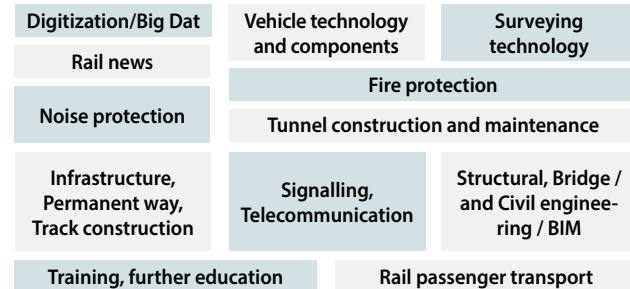 Digitization/Big Dat
Vehicle technology
and components
Surveying
technology
Rail news
Fire protection
Noise protection
Tunnel construction and maintenance
Infrastructure,
Permanent way,
Track construction
Signalling,
Telecommunication
Structural, Bridge /
and Civil enginee-
ring / BIM
Training, further education
Rail passenger transport